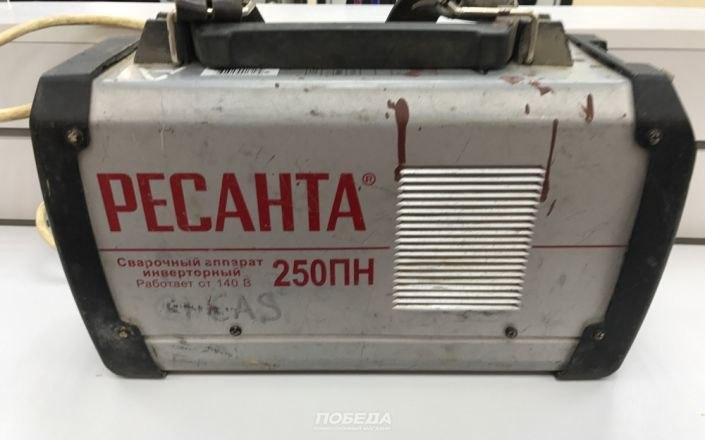 РЕСАНТА®
Сварочный аппарат
инверторный
Работает от 140 В
250ПН
ПОБЕДА